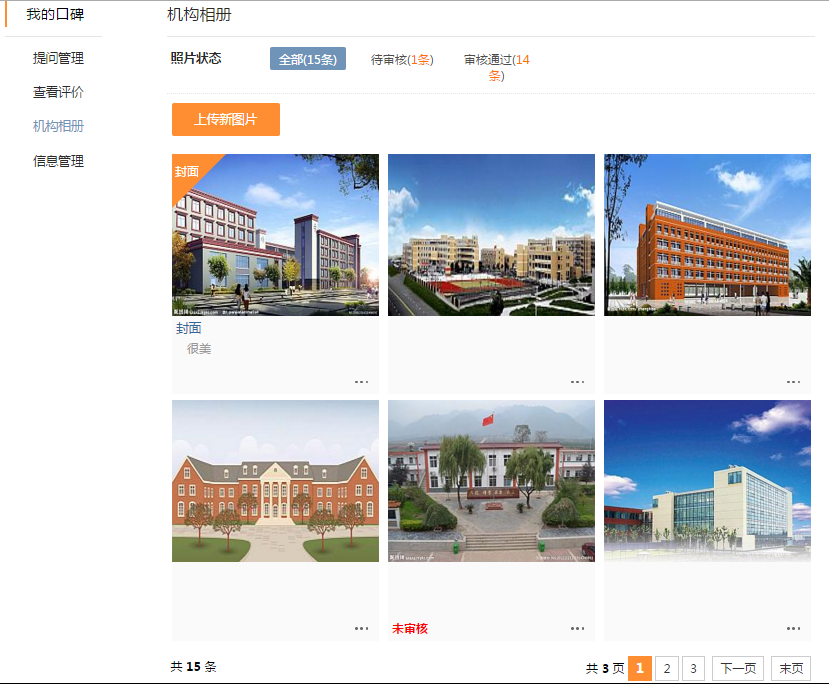 我的口碑
机构相册
提问管理
查看评价
机构相册
信息管理
照片状态
全部(15条)
待审核(1条)
审核通过(14
条)
上传新图片
封面
封面
很美
未审核
共 15 条
共 3 页
1
2
3
下一页
末页